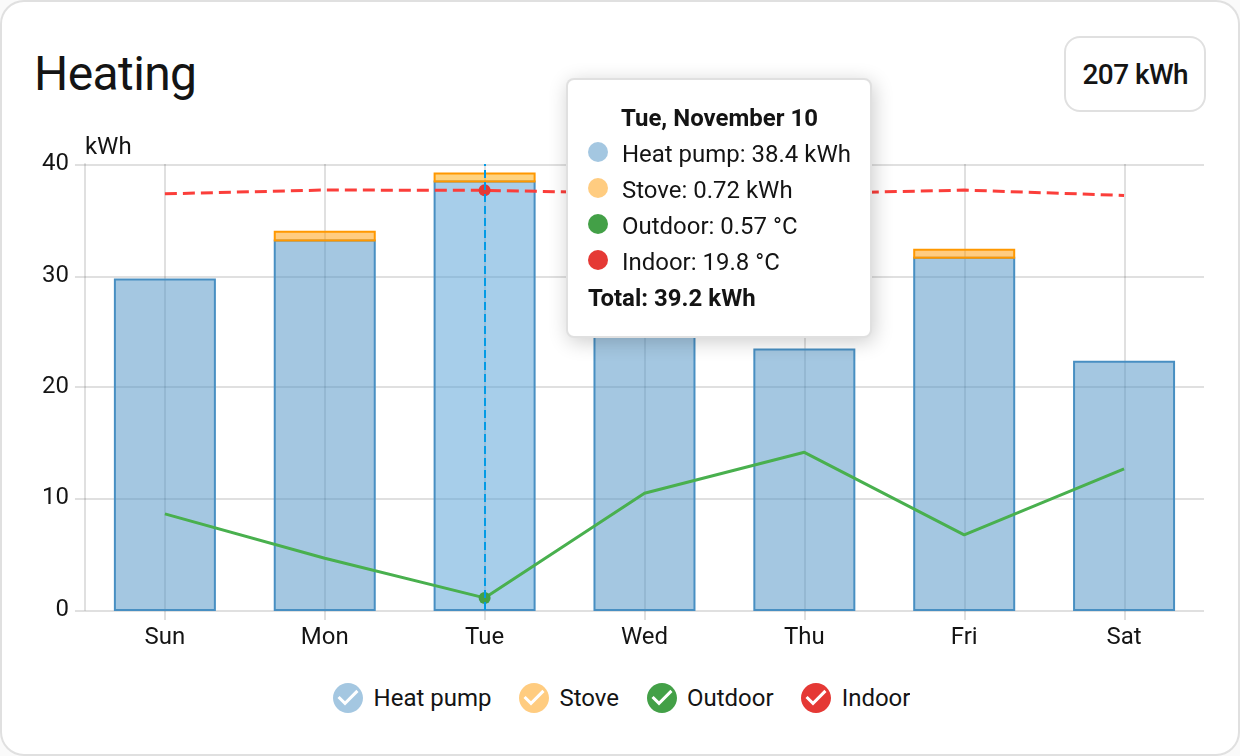 Heating
207 kWh
kWh
40
30
20
10
0
Tue, November 10
Heat pump: 38.4 kWh
Stove: 0.72 kWh
Outdoor: 0.57 °C
Indoor: 19.8 °C
Total: 39.2 kWh
Sun Mon Tue Wed Thu Fri Sat
Heat pump Stove Outdoor Indoor